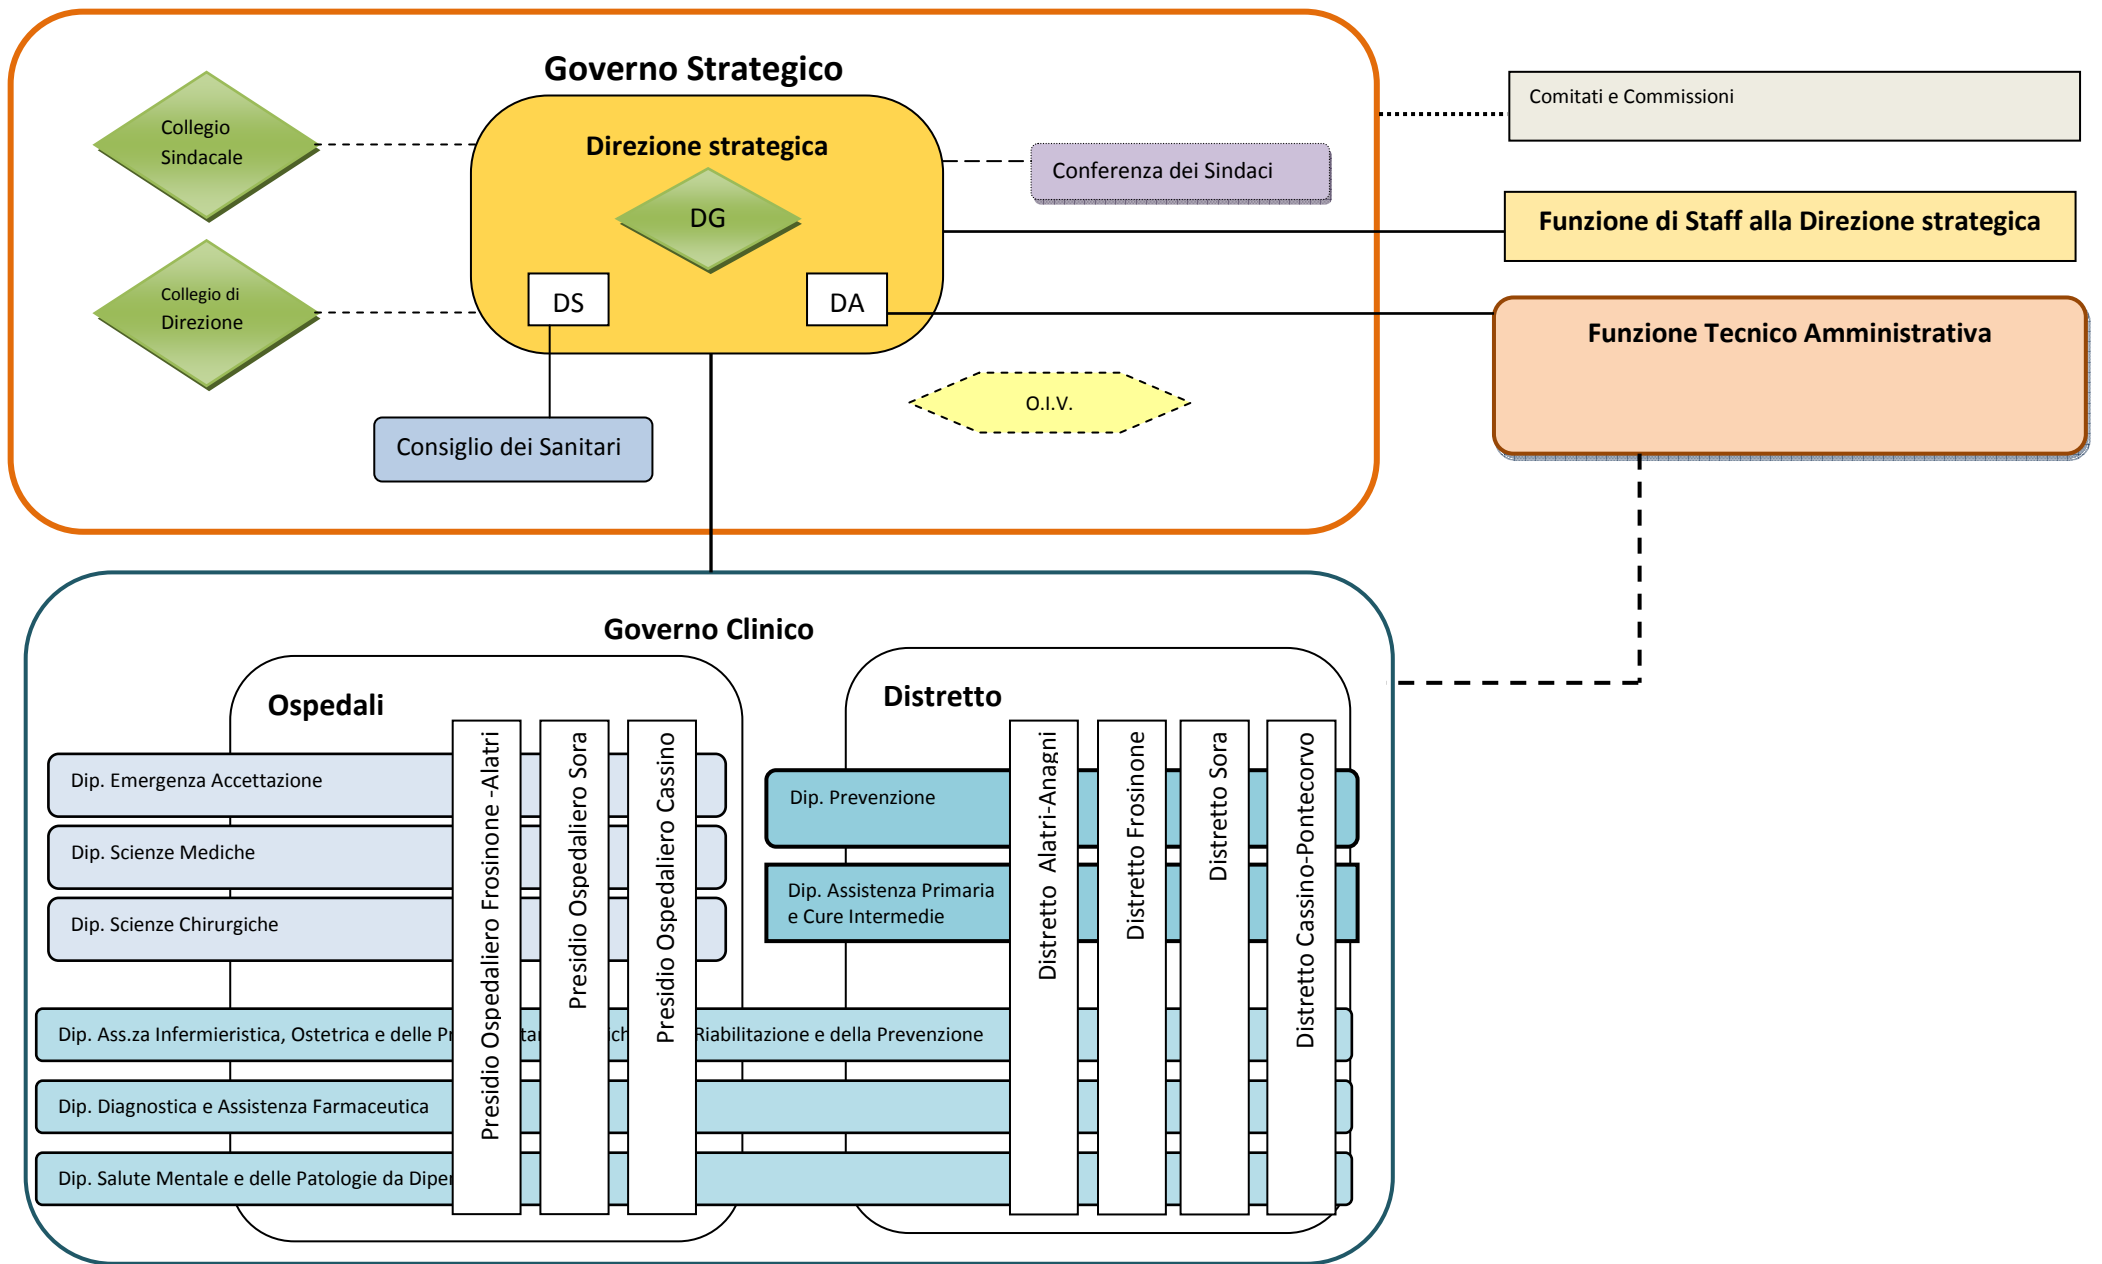 Governo Strategico
Collegio
Sindacale
Direzione strategica
DG
Conferenza dei Sindaci
Comitati e Commissioni
Funzione di Staff alla Direzione strategica
Collegio di
Direzione
DS
DA
Funzione Tecnico Amministrativa
O.I.V.
Consiglio dei Sanitari
Governo Clinico
Ospedali
Distretto
Dip. Emergenza Accettazione
Dip. Scienze Mediche
Dip. Scienze Chirurgiche
Presidio Ospedaliero Frosinone -Alatri
Presidio Ospedaliero Sora
Presidio Ospedaliero Cassino
Dip. Prevenzione
Dip. Assistenza Primaria
e Cure Intermedie
Distretto Alatri-Anagni
Distretto Frosinone
Distretto Sora
Distretto Cassino-Pontecorvo
Dip. Ass.za Infermieristica, Ostetrica e delle Riabilitazione e della Prevenzione
Dip. Diagnostica e Assistenza Farmaceutica
Dip. Salute Mentale e delle Patologie da